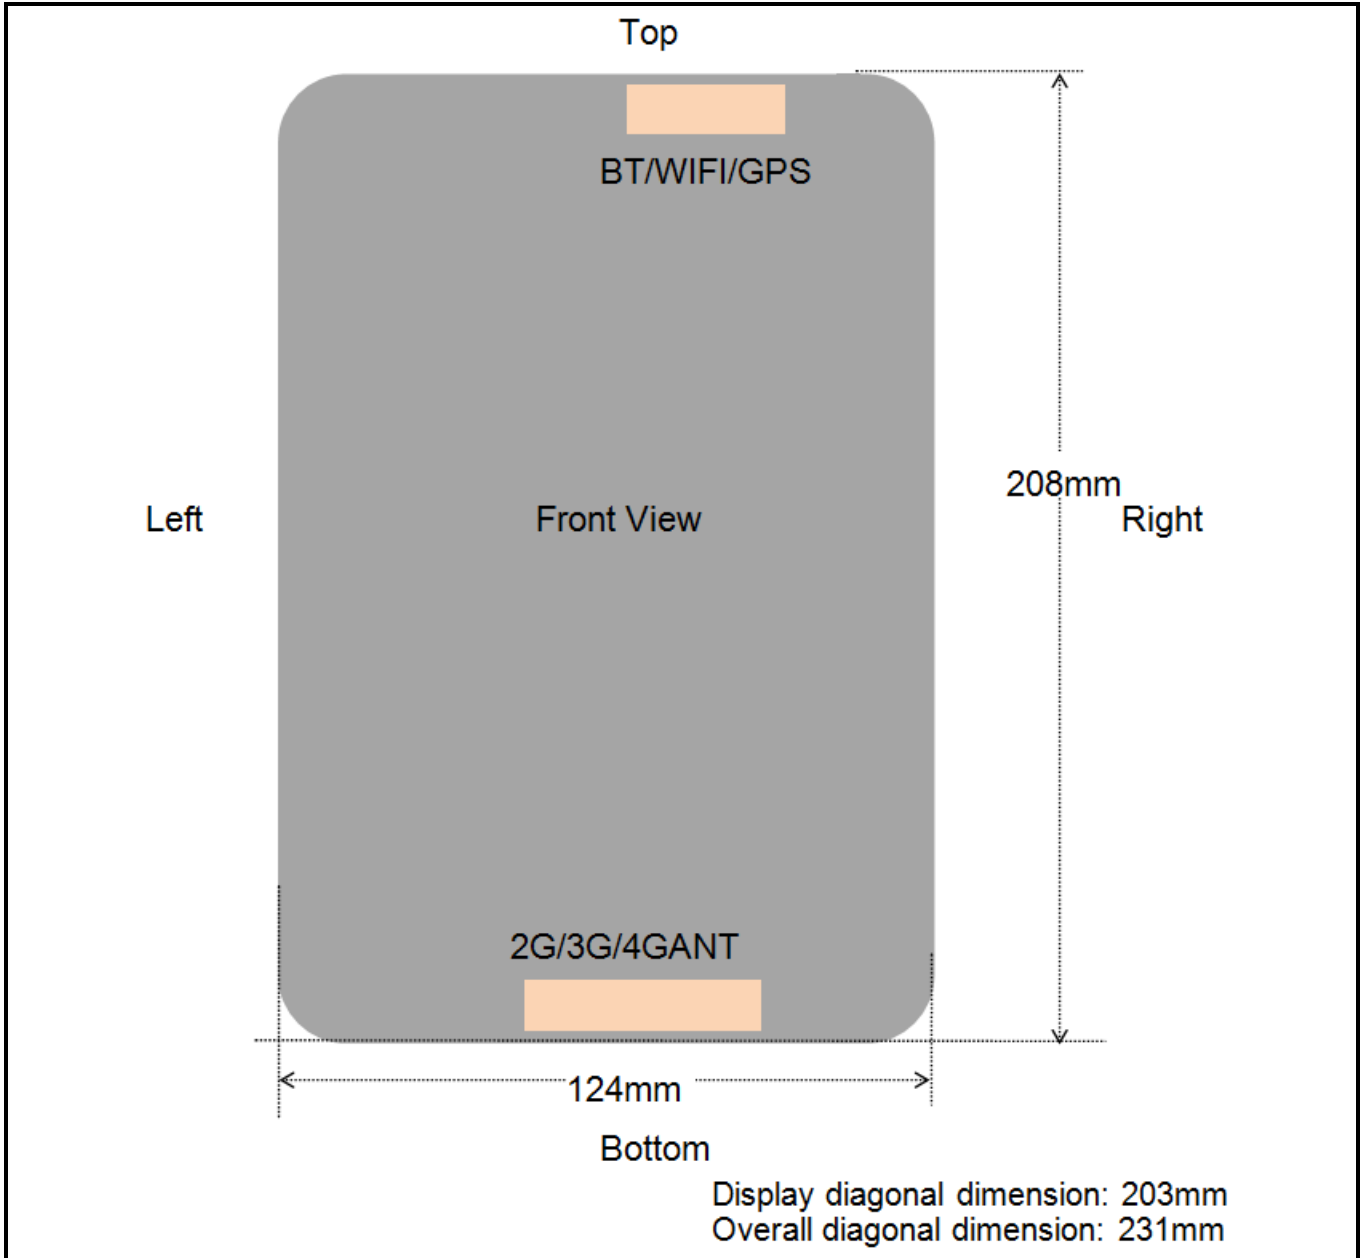 Top
BT/WIFI/GPS
208mm
Left
Front View
Right
2G/3G/4GANT
124mm
Bottom
Display diagonal dimension: 203mm
Overall diagonal dimension: 231mm